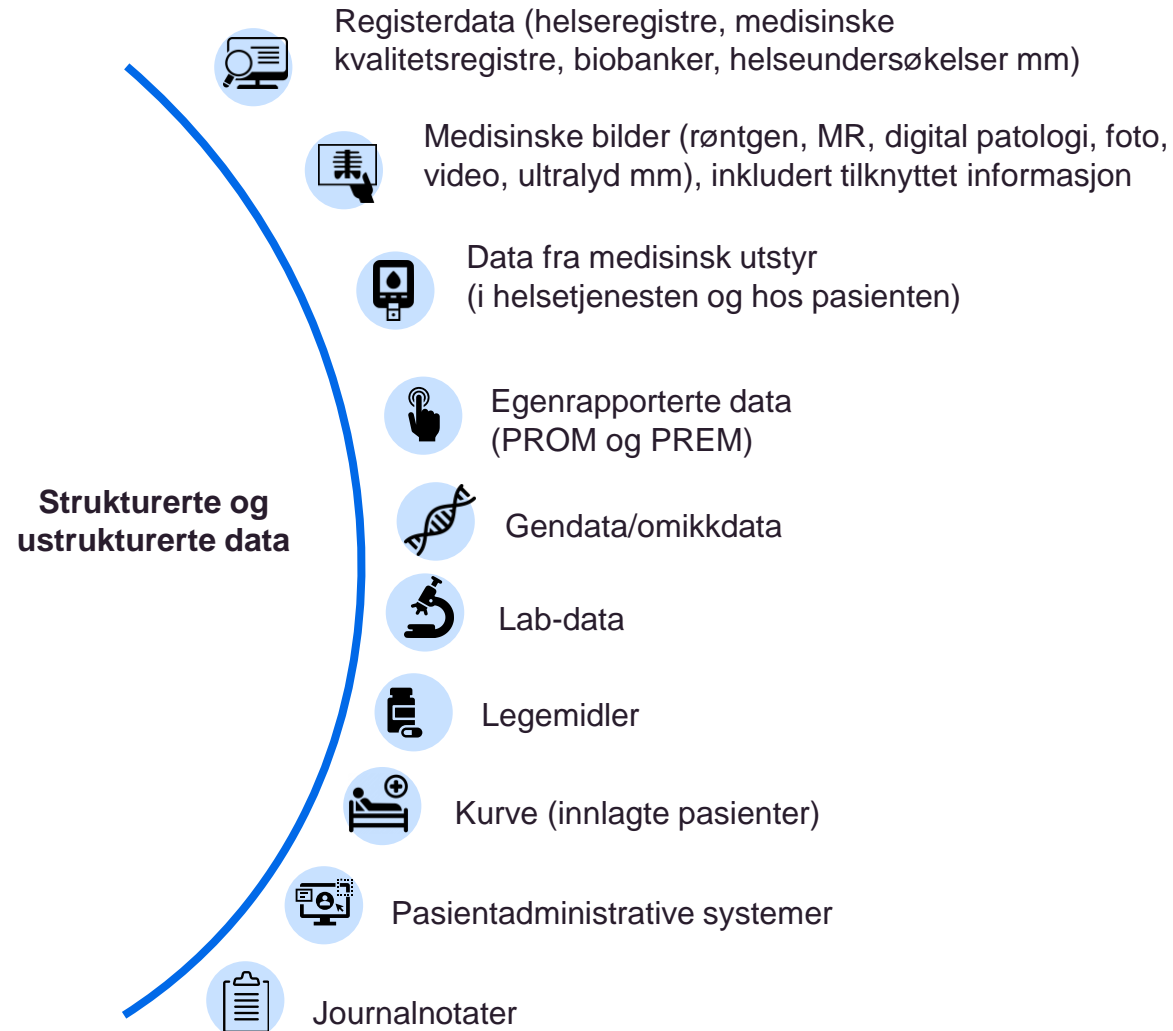 Registerdata (helseregistre, medisinske
kvalitetsregistre, biobanker, helseundersøkelser mm)
Medisinske bilder (røntgen, MR, digital patologi, foto,
video, ultralyd mm), inkludert tilknyttet informasjon
Data fra medisinsk utstyr
(i helsetjenesten og hos pasienten)
Egenrapporterte data
(PROM og PREM)
Strukturerte og
ustrukturerte data
Gendata/omikkdata
Lab-data
Legemidler
Kurve (innlagte pasienter)
Pasientadministrative systemer
Journalnotater